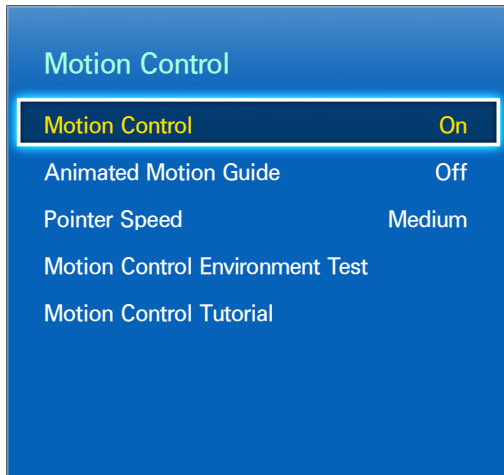 Motion Control
Motion Control On
Animated Motion Guide Off
Pointer Speed Medium
Motion Control Environment Test
Motion Control Tutorial